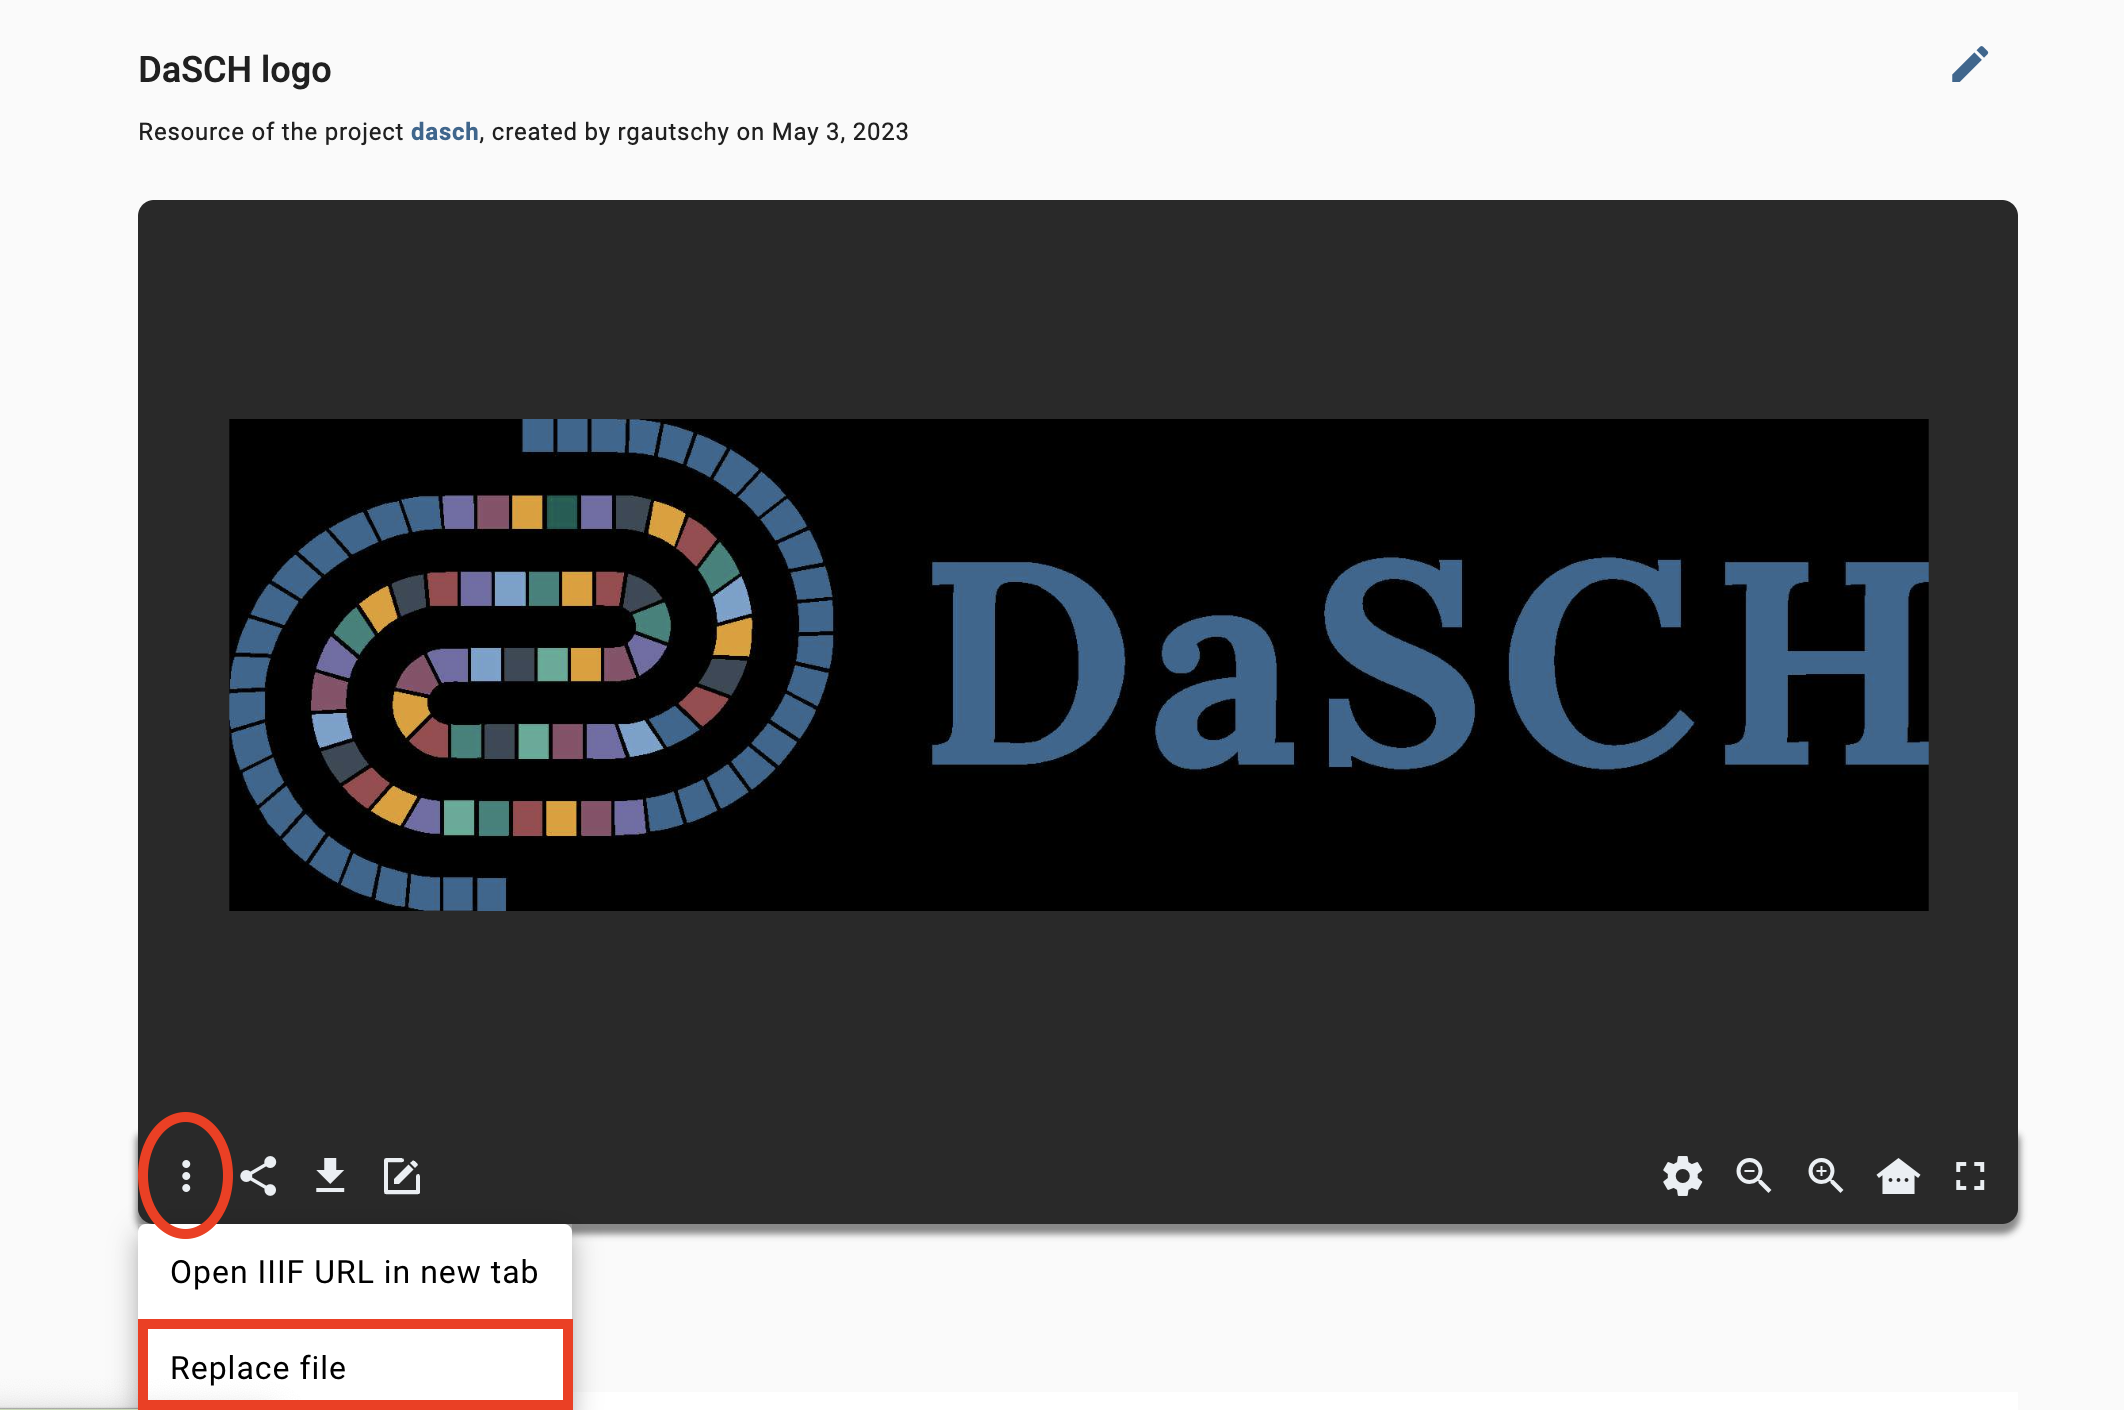 DaSCH logo
Resource of the project dasch, created by rgautschy on May 3, 2023
DaSCH
Open IIIF URL in new tab
Replace file